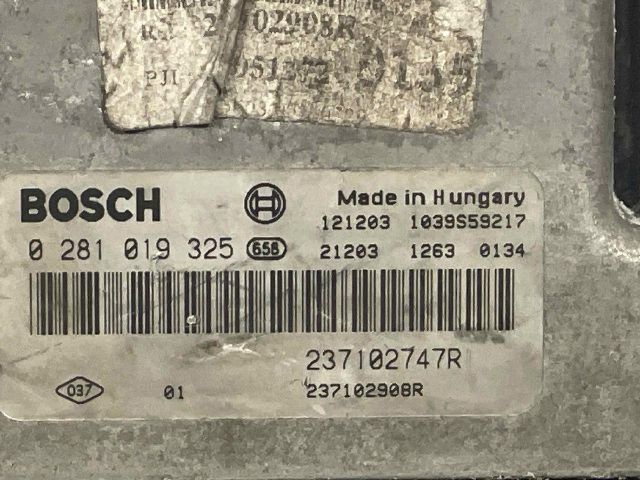 BOSCH Made in Hungary
121203 1039S59217
0 281 019 325 658 21203 1263 0134
237102747R
037 01 237102908R